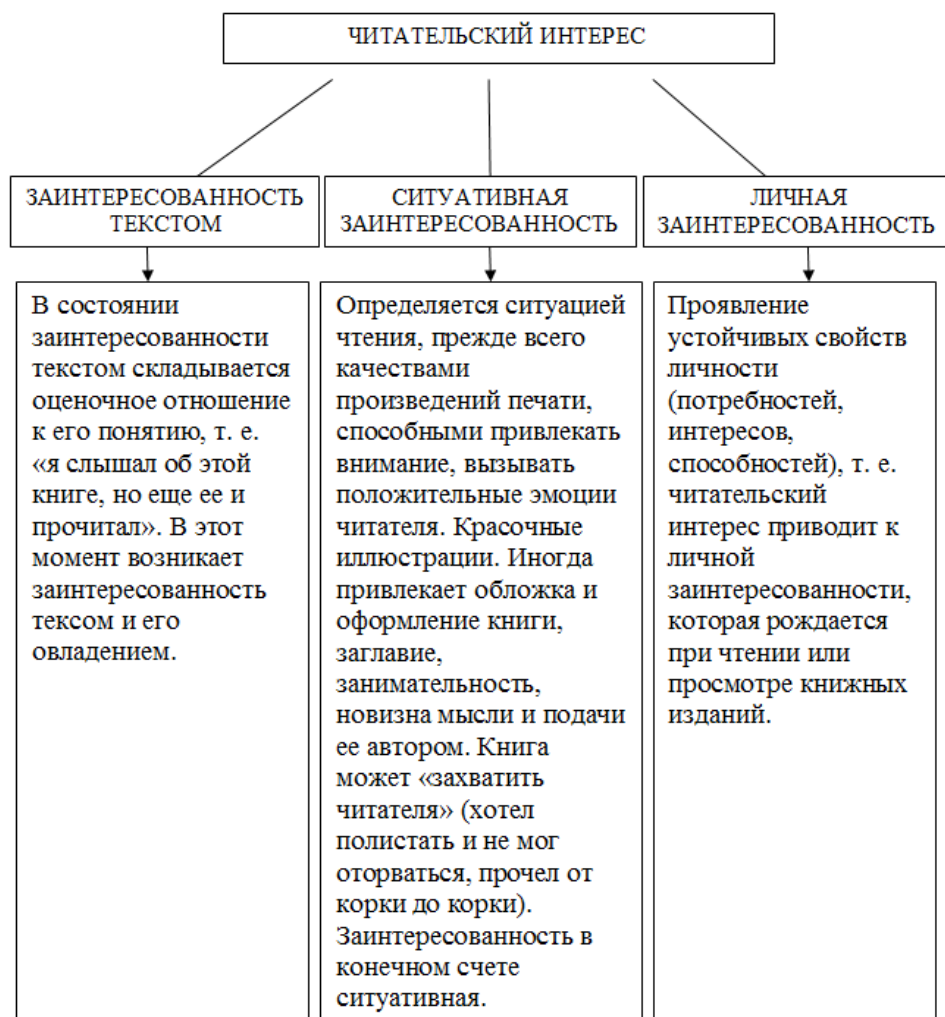 ЧИТАТЕЛЬСКИЙ ИНТЕРЕС
ЗАИНТЕРЕСОВАННОСТЬ
ТЕКСТОМ
СИТУАТИВНАЯ
ЗАИНТЕРЕСОВАННОСТЬ
ЛИЧНАЯ
ЗАИНТЕРЕСОВАННОСТЬ
В состоянии
заинтересованности
текстом складывается
оценочное отношение
к его понятию, т. е.
«я слышал об этой
книге, но еще ее и
прочитал». В этот
момент возникает
заинтересованность
тексом и его
овладением.
Определяется ситуацией
чтения, прежде всего
качествами
произведений печати,
способными привлекать
внимание, вызывать
положительные эмоции
читателя. Красочные
иллюстрации. Иногда
привлекает обложка и
оформление книги,
заглавие,
занимательность,
новизна мысли и подачи
ее автором. Книга
может «захватить
читателя» (хотел
полистать и не мог
оторваться, прочел от
корки до корки).
Заинтересованность в
конечном счете
ситуативная.
Проявление
устойчивых свойств
личности
(потребностей,
интересов,
способностей), т. е.
читательский
интерес приводит к
личной
заинтересованности,
которая рождается
при чтении или
просмотре книжных
изданий.